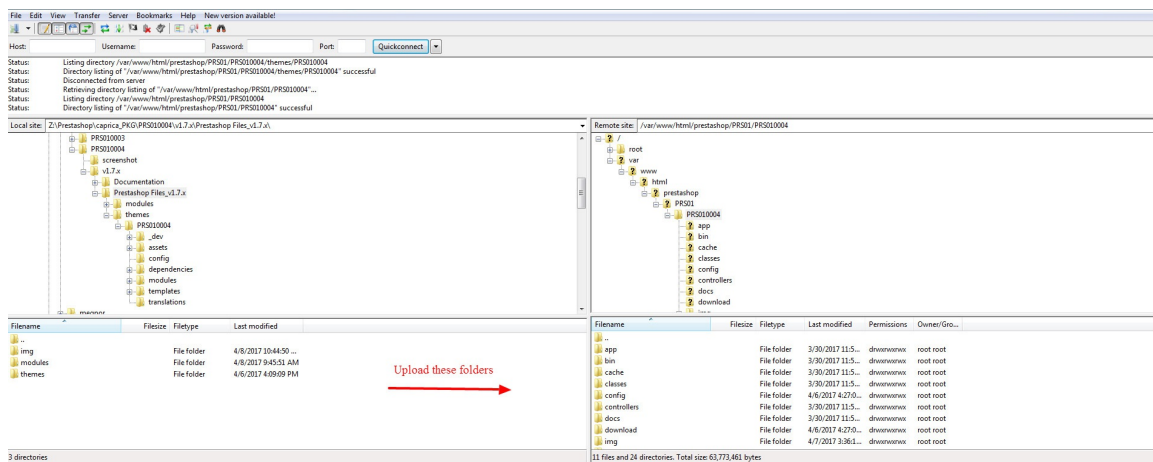 File Edit View Transfer Server Bookmarks Help New version available!
Host: Username: Password: Port: Quickconnect
Status: Listing directory /var/www/html/prestashop/PRS01/PRS010004/themes/PRS010004
Status: Directory listing of "/var/www/html/prestashop/PRS01/PRS010004/themes/PRS010004" successful
Status: Disconnected from server
Status: Retrieving directory listing of "/var/www/html/prestashop/PRS01/PRS010004"...
Status: Listing directory /var/www/html/prestashop/PRS01/PRS010004
Status: Directory listing of "/var/www/html/prestashop/PRS01/PRS010004" successful
Local site: Z:\Prestashop\caprica_PKG\PRS010004\v1.7.x\Prestashop Files_v1.7.x\
PRS010003
PRS010004
screenshot
v1.7.x
Documentation
Prestashop Files_v1.7.x
modules
themes
PRS010004
_dev
assets
config
dependencies
modules
templates
translations
Filename Filesize Filetype Last modified
..
img File folder 4/8/2017 10:44:50 ...
modules File folder 4/8/2017 9:45:51 AM
themes File folder 4/6/2017 4:09:09 PM
3 directories
Upload these folders
Remote site: /var/www/html/prestashop/PRS01/PRS010004
/
root
var
www
html
prestashop
PRS01
PRS010004
app
bin
cache
classes
config
controllers
docs
download
img
Filename Filesize Filetype Last modified Permissions Owner/Gro...
..
app File folder 3/30/2017 11:5... drwxrwxrwx root root
bin File folder 3/30/2017 11:5... drwxrwxrwx root root
cache File folder 3/30/2017 11:5... drwxrwxrwx root root
classes File folder 3/30/2017 11:5... drwxrwxrwx root root
config File folder 4/6/2017 4:27:0... drwxrwxrwx root root
controllers File folder 3/30/2017 11:5... drwxrwxrwx root root
docs File folder 3/30/2017 11:5... drwxrwxrwx root root
download File folder 4/6/2017 4:27:0... drwxrwxrwx root root
img File folder 4/7/2017 3:36:1... drwxrwxrwx root root
11 files and 24 directories. Total size: 63,773,461 bytes